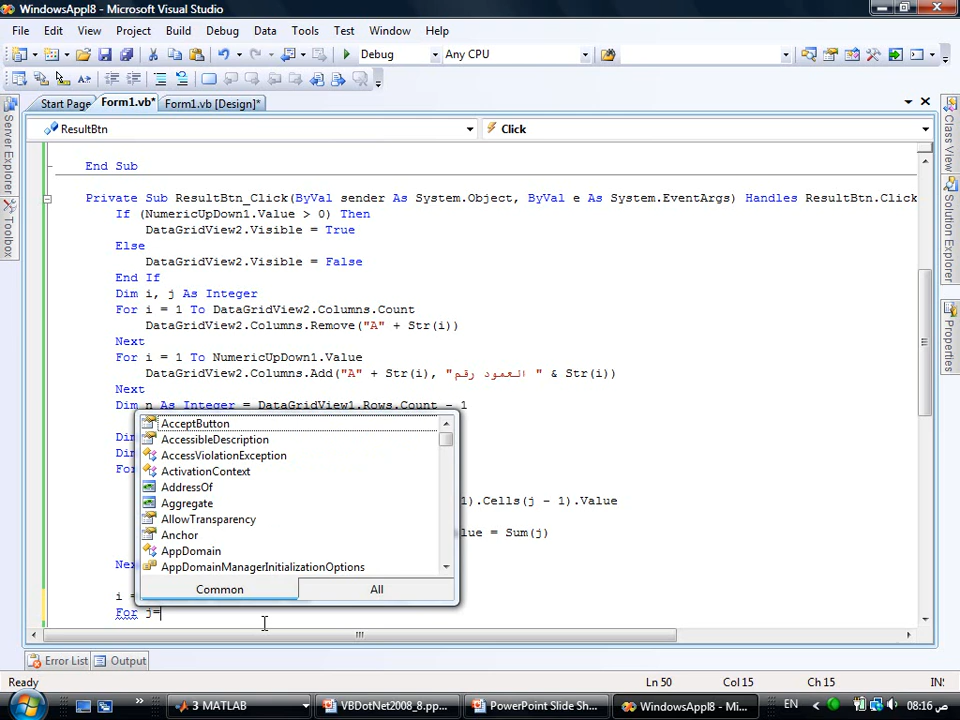 WindowsAppl8 - Microsoft Visual Studio
File Edit View Project Build Debug Data Tools Test Window Help
Debug Any CPU
Start Page Form1.vb* Form1.vb [Design]*
ResultBtn Click
Server Explorer
Toolbox
Class View
Solution Explorer
Properties
End Sub
Private Sub ResultBtn_Click(ByVal sender As System.Object, ByVal e As System.EventArgs) Handles ResultBtn.Click
If (NumericUpDown1.Value > 0) Then
DataGridView2.Visible = True
Else
DataGridView2.Visible = False
End If
Dim i, j As Integer
For i = 1 To DataGridView2.Columns.Count
DataGridView2.Columns.Remove("A" + Str(i))
Next
For i = 1 To NumericUpDown1.Value
DataGridView2.Columns.Add("A" + Str(i), "العمود رقم " & Str(i))
Next
Dim n As Integer = DataGridView1.Rows.Count - 1
Dim
Dim
For
1).Cells(j - 1).Value
lue = Sum(j)
Nex
i =
For j=
AcceptButton
AccessibleDescription
AccessViolationException
ActivationContext
AddressOf
Aggregate
AllowTransparency
Anchor
AppDomain
AppDomainManagerInitializationOptions
Common All
Error List Output
Ready Ln 50 Col 15 Ch 15 IN
3 MATLAB VBDotNet2008_8.pp... PowerPoint Slide Sh... WindowsAppl8 - Mi... EN 08:16 ص